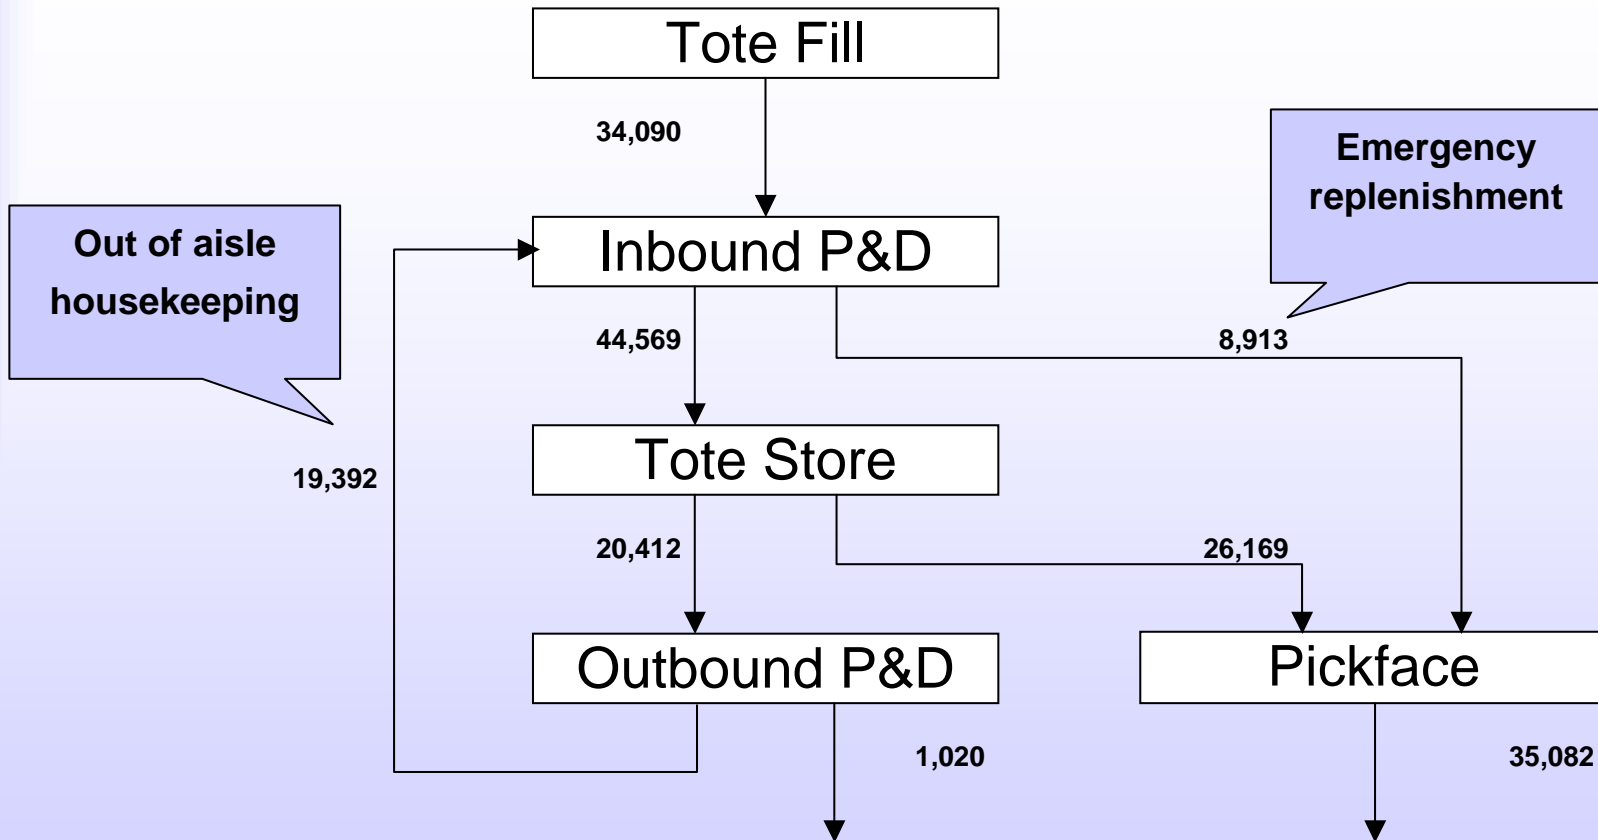 Tote Fill
34,090
Emergency
replenishment
Out of aisle
housekeeping
Inbound P&D
44,569
8,913
Tote Store
19,392
20,412
26,169
Outbound P&D
Pickface
1,020
35,082